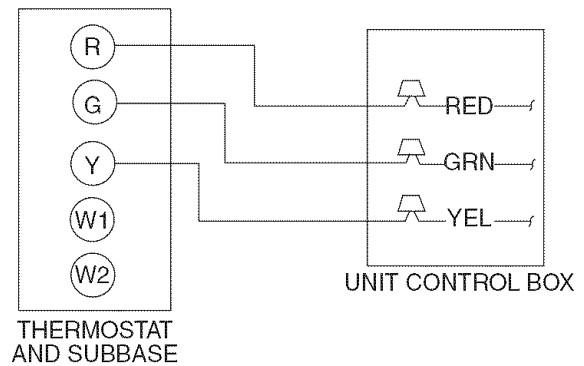 R
G
Y
W1
W2
RED
GRN
YEL
UNIT CONTROL BOX
THERMOSTAT
AND SUBBASE